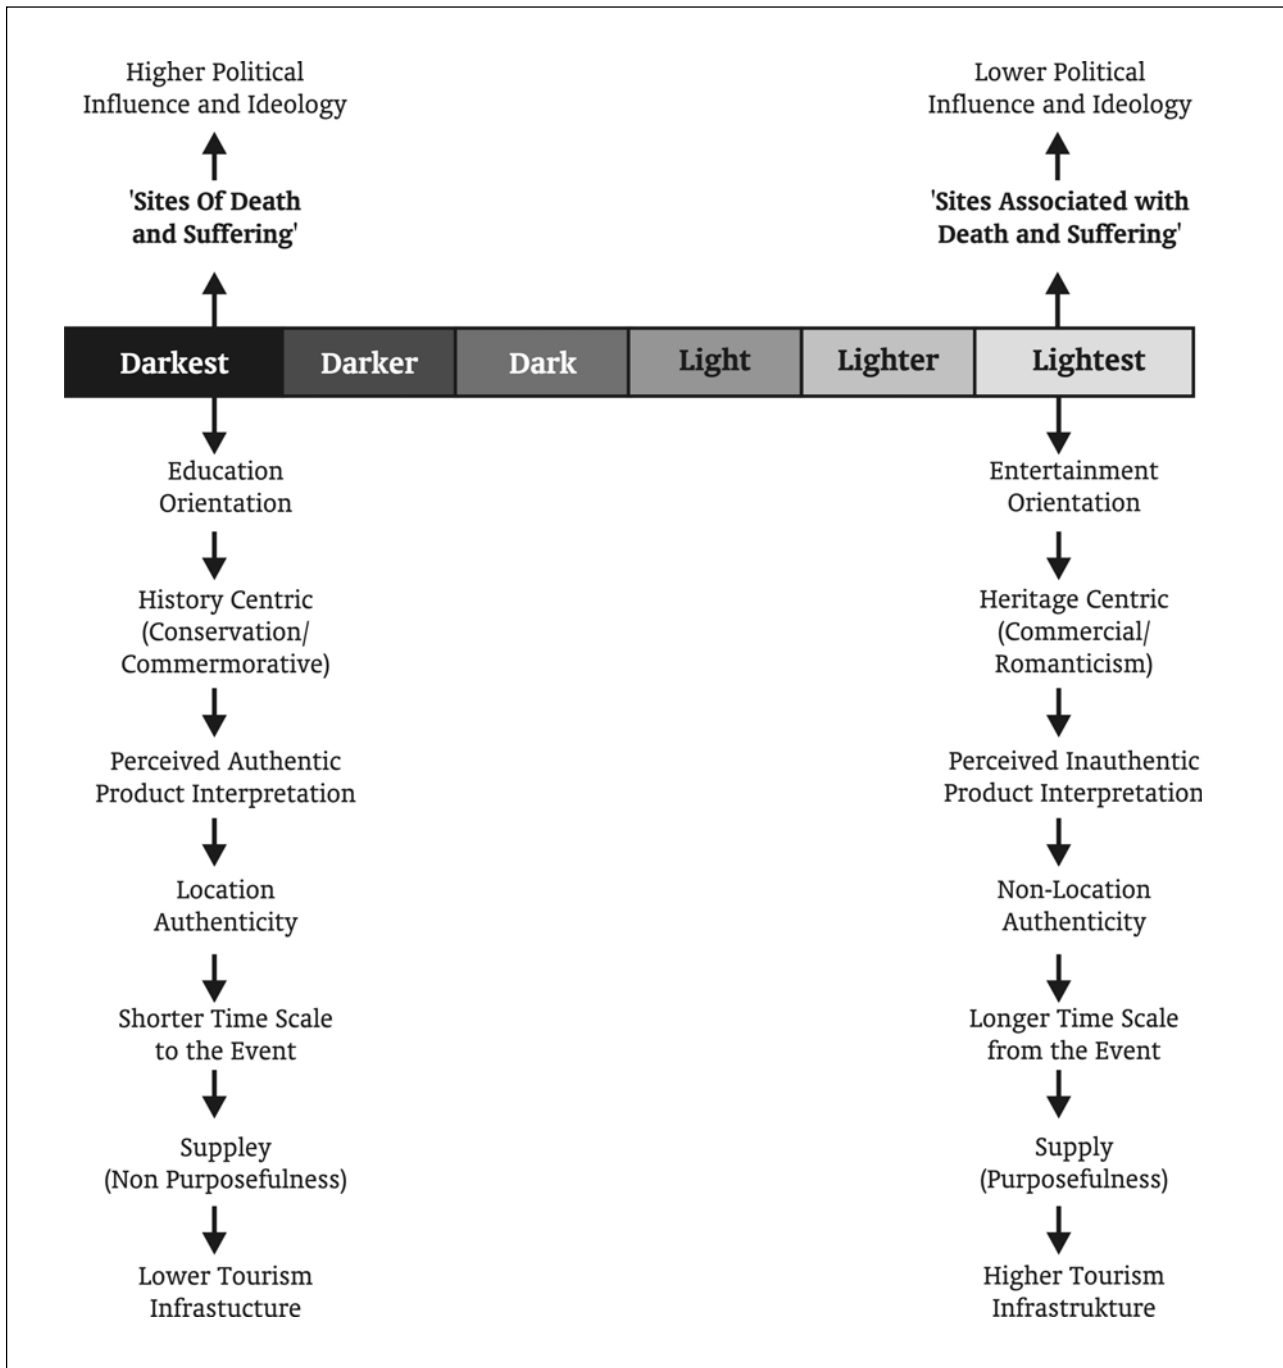 Higher Political
Influence and Ideology
'Sites Of Death
and Suffering'
Lower Political
Influence and Ideology
'Sites Associated with
Death and Suffering'
Darkest
Darker
Dark
Light
Lighter
Lightest
Education
Orientation
History Centric
(Conservation/
Commermorative)
Perceived Authentic
Product Interpretation
Location
Authenticity
Shorter Time Scale
to the Event
Suppley
(Non Purposefulness)
Lower Tourism
Infrastucture
Entertainment
Orientation
Heritage Centric
(Commercial/
Romanticism)
Perceived Inauthentic
Product Interpretation
Non-Location
Authenticity
Longer Time Scale
from the Event
Supply
(Purposefulness)
Higher Tourism
Infrastrukture